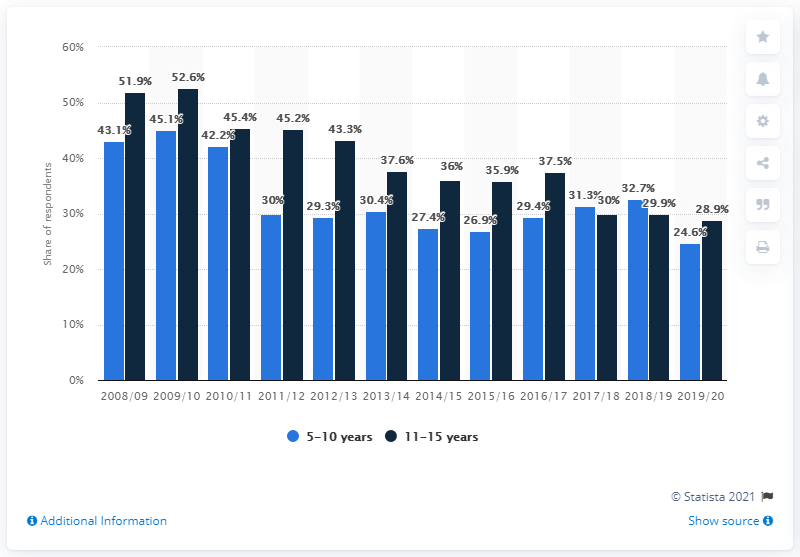 60%
50%
40%
30%
20%
10%
0%
Share of respondents
43.1% 51.9% 45.1% 52.6% 42.2% 45.4% 30% 45.2% 29.3% 43.3% 30.4% 37.6% 27.4% 36% 26.9% 35.9% 29.4% 37.5% 31.3% 30% 32.7% 29.9% 24.6% 28.9%
2008/09 2009/10 2010/11 2011/12 2012/13 2013/14 2014/15 2015/16 2016/17 2017/18 2018/19 2019/20
5-10 years 11-15 years
© Statista 2021
Additional Information Show source